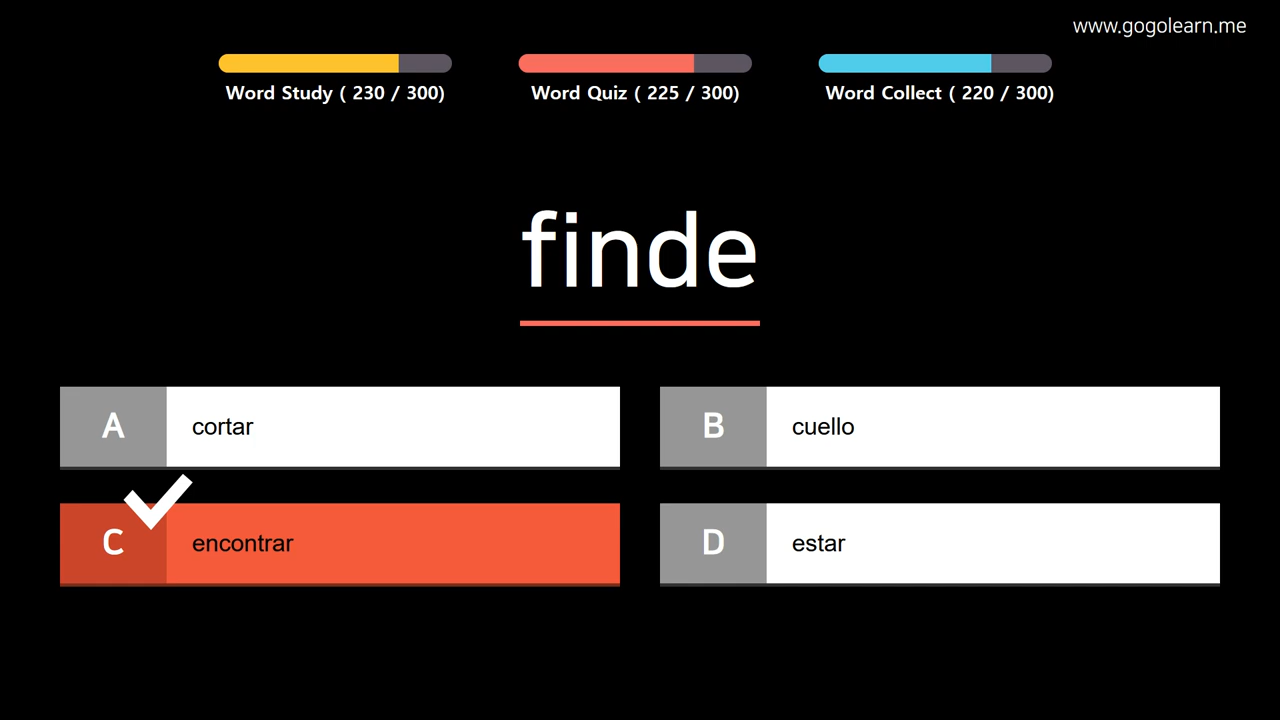 www.gogolearn.me
Word Study ( 230 / 300)
Word Quiz ( 225 / 300)
Word Collect ( 220 / 300)
finde
A
cortar
B
cuello
C
encontrar
D
estar